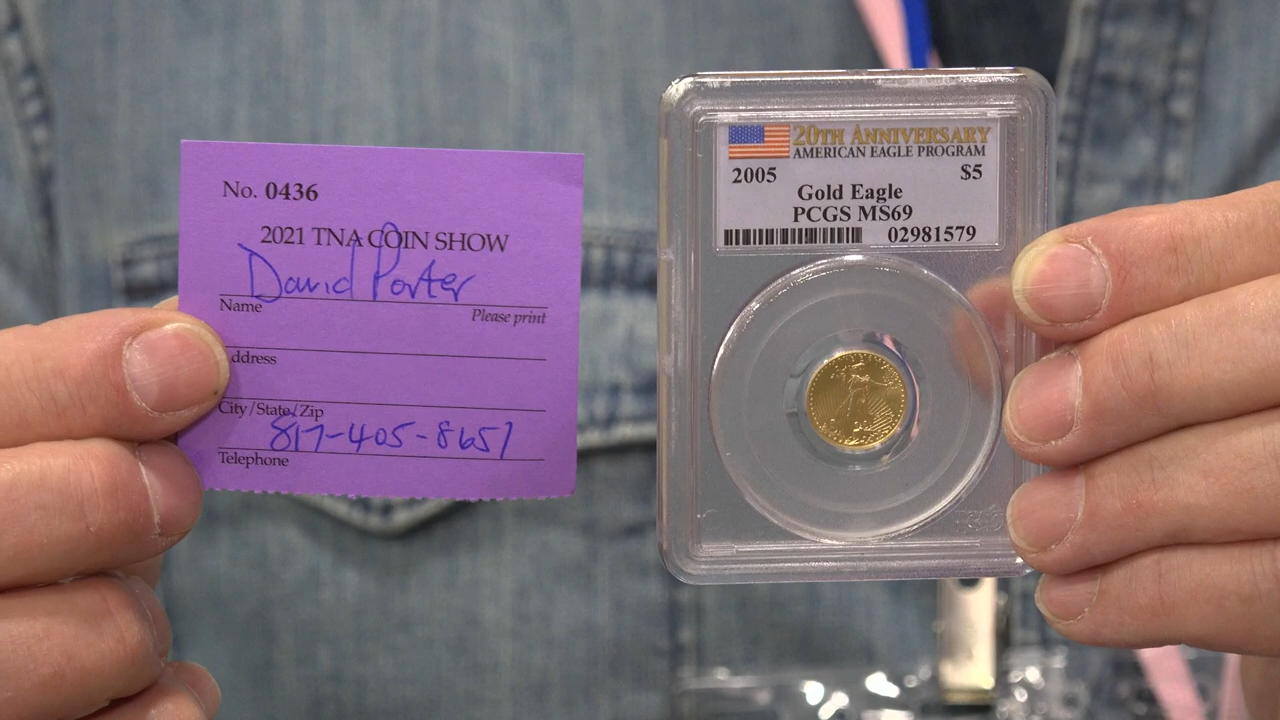 No. 0436
2021 TNA COIN SHOW
David Porter
Name
Please print
ddress
City/State/Zip
817-405-8651
Telephone
20TH ANNIVERSARY
AMERICAN EAGLE PROGRAM
2005 $5
Gold Eagle
PCGS MS69
02981579